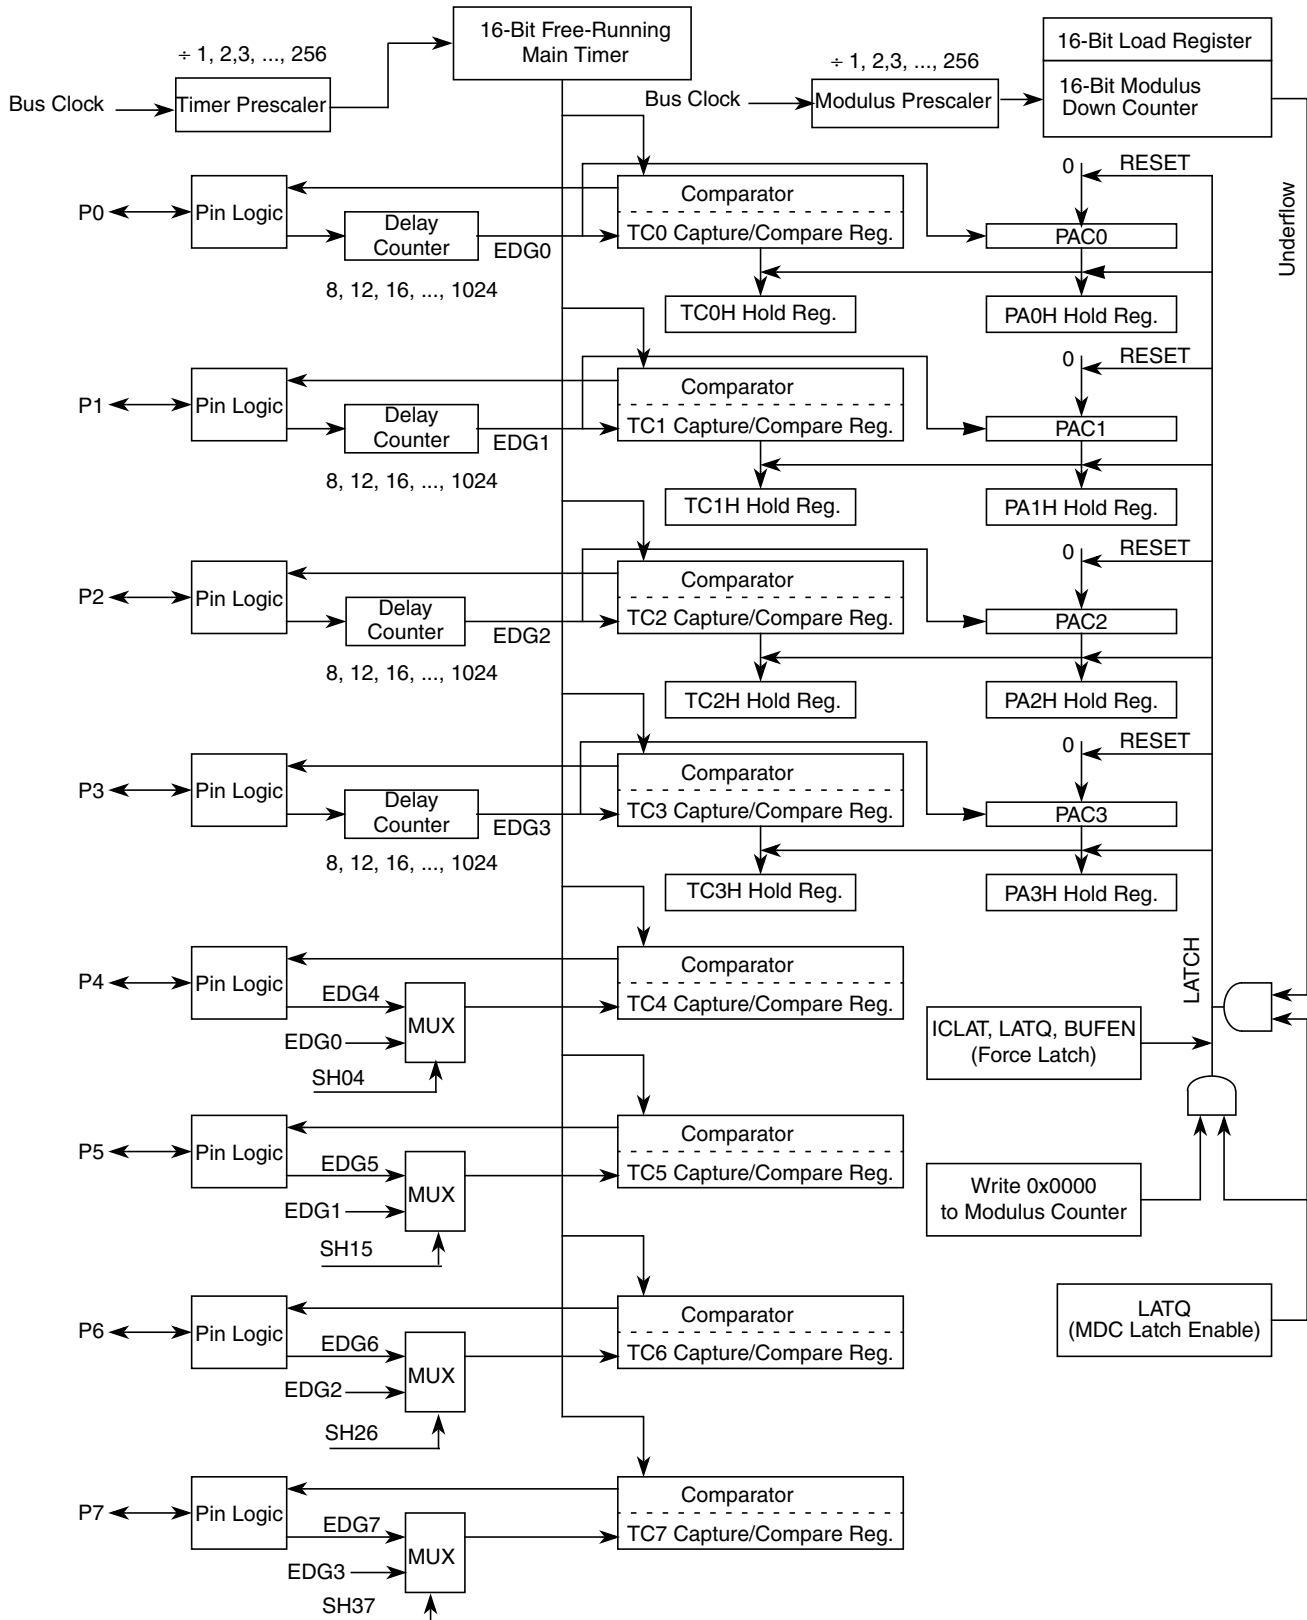 16-Bit Free-Running
Main Timer
16-Bit Load Register
÷ 1, 2,3, ..., 256
÷ 1, 2,3, ..., 256
16-Bit Modulus
Down Counter
Bus Clock
Timer Prescaler
Bus Clock
Modulus Prescaler
Underflow
0
RESET
P0
Pin Logic
Comparator
Delay
Counter
EDG0
TC0 Capture/Compare Reg.
PAC0
8, 12, 16, ..., 1024
TC0H Hold Reg.
PA0H Hold Reg.
0
RESET
P1
Pin Logic
Comparator
Delay
Counter
EDG1
TC1 Capture/Compare Reg.
PAC1
8, 12, 16, ..., 1024
TC1H Hold Reg.
PA1H Hold Reg.
0
RESET
P2
Pin Logic
Comparator
Delay
Counter
EDG2
TC2 Capture/Compare Reg.
PAC2
8, 12, 16, ..., 1024
TC2H Hold Reg.
PA2H Hold Reg.
0
RESET
P3
Pin Logic
Comparator
Delay
Counter
EDG3
TC3 Capture/Compare Reg.
PAC3
8, 12, 16, ..., 1024
TC3H Hold Reg.
PA3H Hold Reg.
LATCH
P4
Pin Logic
Comparator
EDG4
MUX
TC4 Capture/Compare Reg.
EDG0
SH04
ICLAT, LATQ, BUFEN
(Force Latch)
P5
Pin Logic
Comparator
EDG5
MUX
TC5 Capture/Compare Reg.
EDG1
SH15
Write 0x0000
to Modulus Counter
P6
Pin Logic
Comparator
EDG6
MUX
TC6 Capture/Compare Reg.
EDG2
SH26
LATQ
(MDC Latch Enable)
P7
Pin Logic
Comparator
EDG7
MUX
TC7 Capture/Compare Reg.
EDG3
SH37